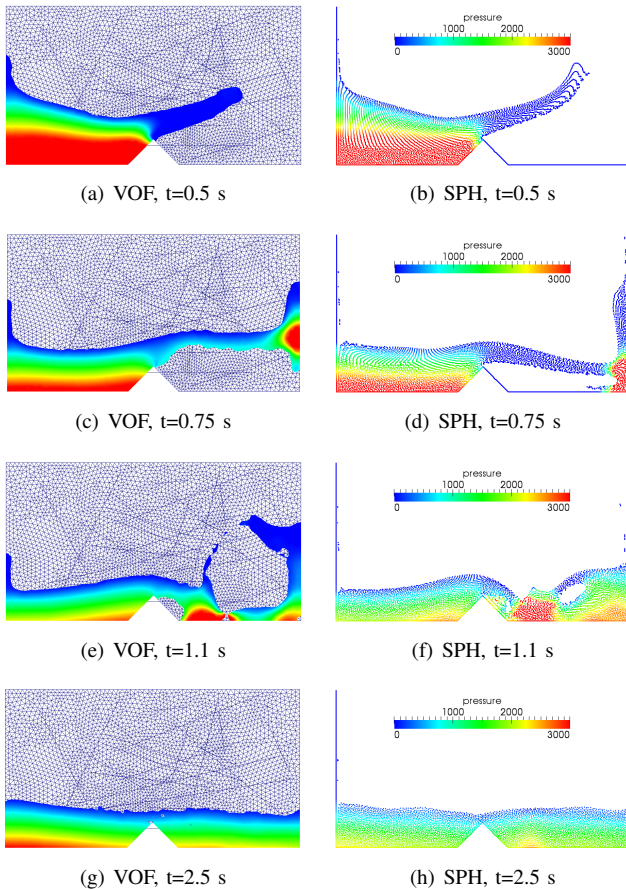 pressure
0 1000 2000 3000
(a) VOF, t=0.5 s
(b) SPH, t=0.5 s
pressure
0 1000 2000 3000
(c) VOF, t=0.75 s
(d) SPH, t=0.75 s
pressure
0 1000 2000 3000
(e) VOF, t=1.1 s
(f) SPH, t=1.1 s
pressure
0 1000 2000 3000
(g) VOF, t=2.5 s
(h) SPH, t=2.5 s